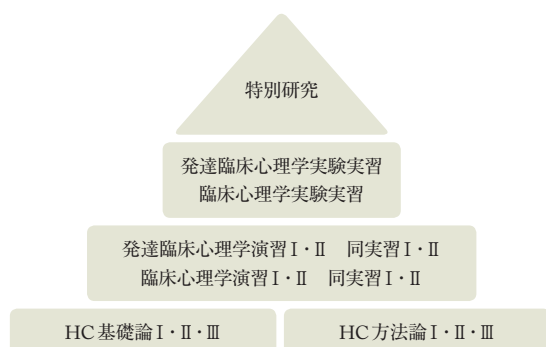 特別研究
発達臨床心理学実験実習
臨床心理学実験実習
発達臨床心理学演習Ⅰ・Ⅱ　同実習Ⅰ・Ⅱ
臨床心理学演習Ⅰ・Ⅱ　同実習Ⅰ・Ⅱ
HC基礎論Ⅰ・Ⅱ・Ⅲ
HC方法論Ⅰ・Ⅱ・Ⅲ